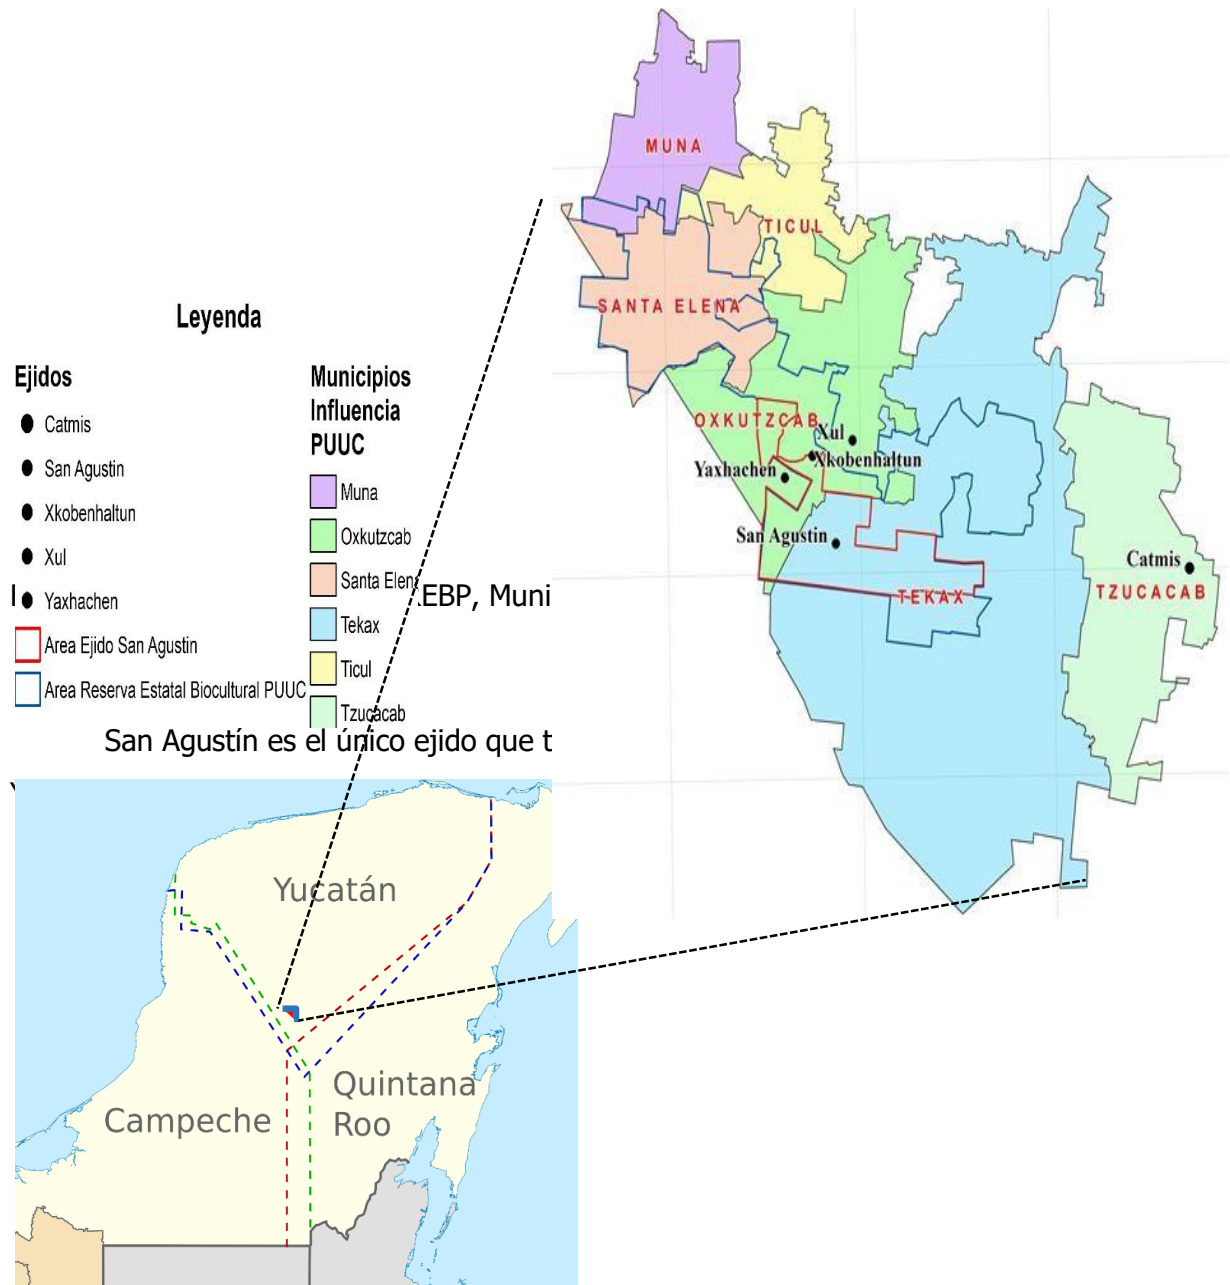 MUNA
TICUL
SANTA ELENA
OXKUTZCAB
Xul
Xkobenhaltun
Yaxhachen
San Agustin
Catmis
TEKAX
TZUCACAB
Leyenda
Ejidos
Catmis
San Agustin
Xkobenhaltun
Xul
Yaxhachen
Area Ejido San Agustin
Area Reserva Estatal Biocultural PUUC
Municipios
Influencia
PUUC
Muna
Oxkutzcab
Santa Elena
Tekax
Ticul
Tzucacab
EBP, Muni
San Agustín es el único ejido que t
Yucatán
Campeche
Quintana
Roo